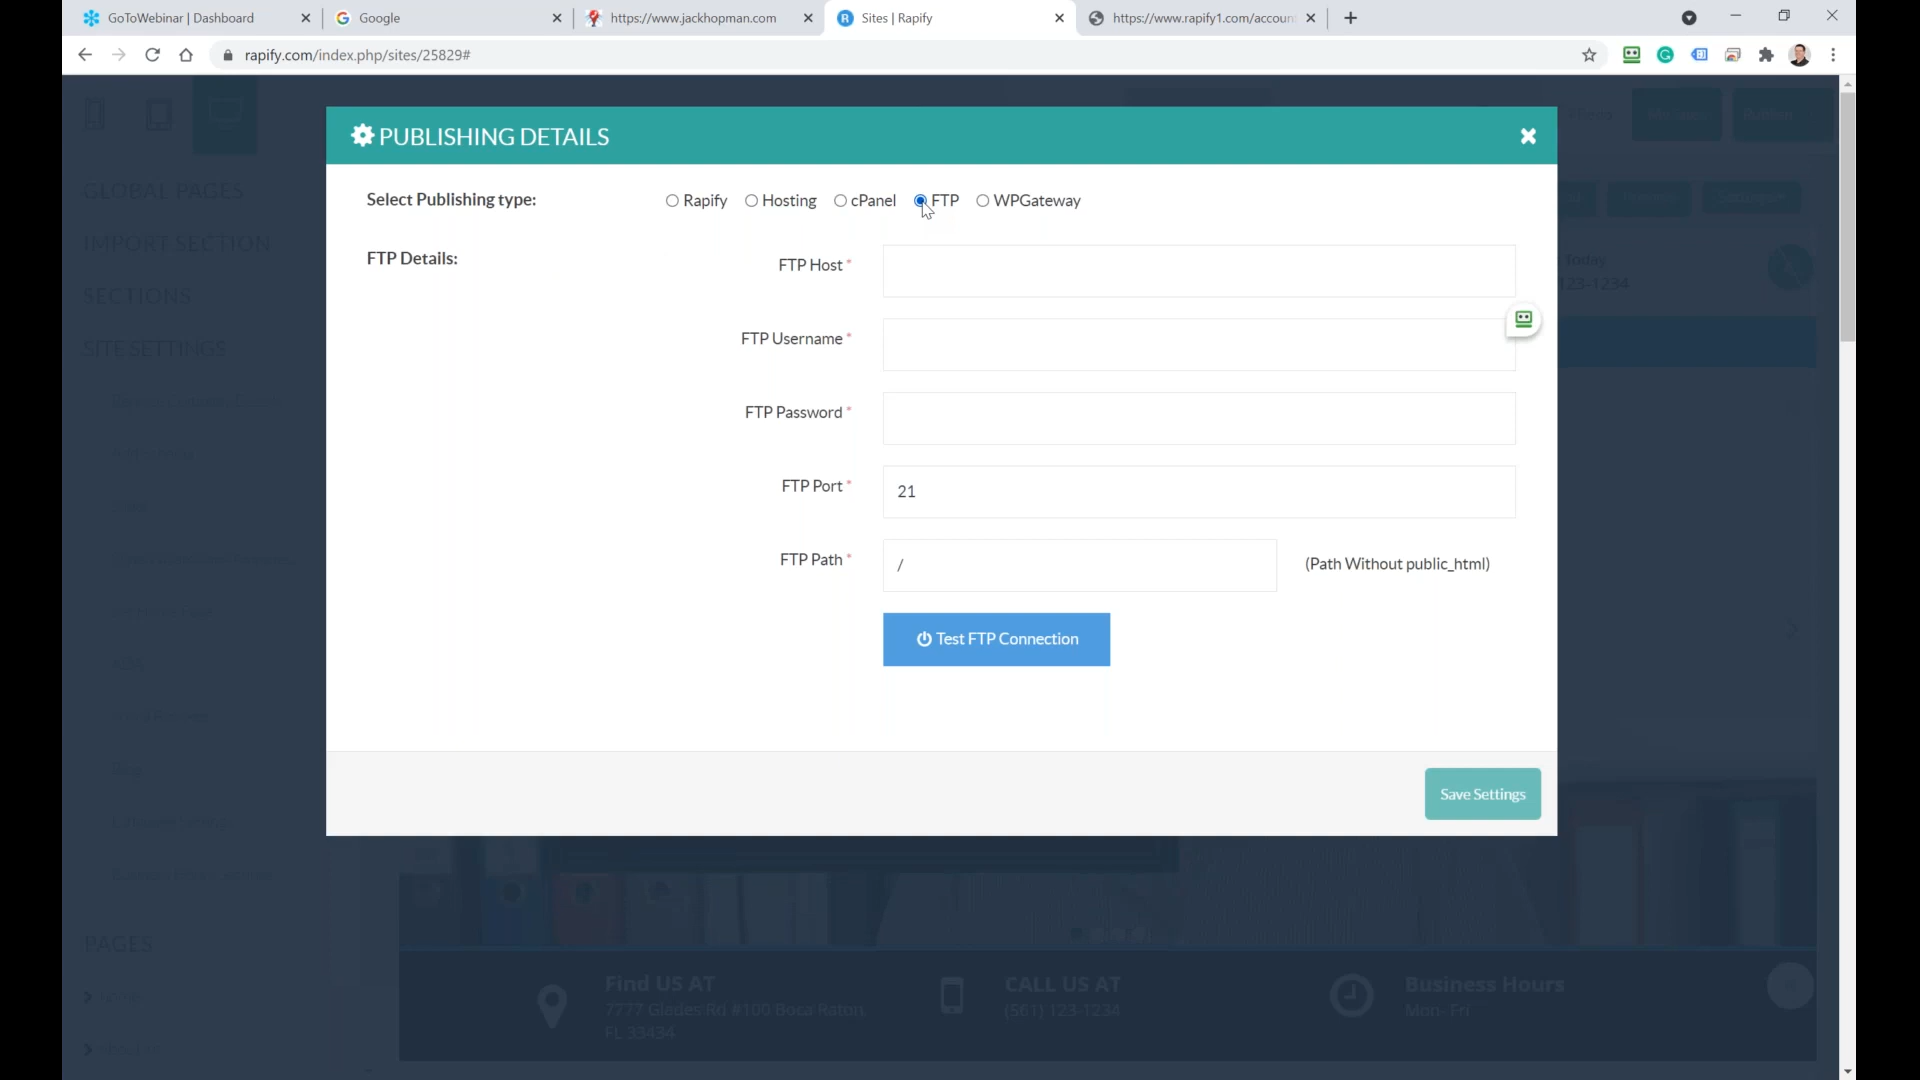 GoToWebinar | Dashboard
Google
https://www.jackhopman.com
Sites | Rapify
https://www.rapify1.com/accoun
rapify.com/index.php/sites/25829#
PUBLISHING DETAILS
Select Publishing type:
Rapify
Hosting
cPanel
FTP
WPGateway
FTP Details:
FTP Host *
FTP Username *
FTP Password *
FTP Port *
21
FTP Path *
/
(Path Without public_html)
Test FTP Connection
Save Settings
GLOBAL PAGES
IMPORT SECTION
SECTIONS
SITE SETTINGS
PAGES
Today
123-1234
Find US AT
7777 Glades Rd #100 Boca Raton,
FL 33434
CALL US AT
(561) 123-1234
Business Hours
Mon- Fri